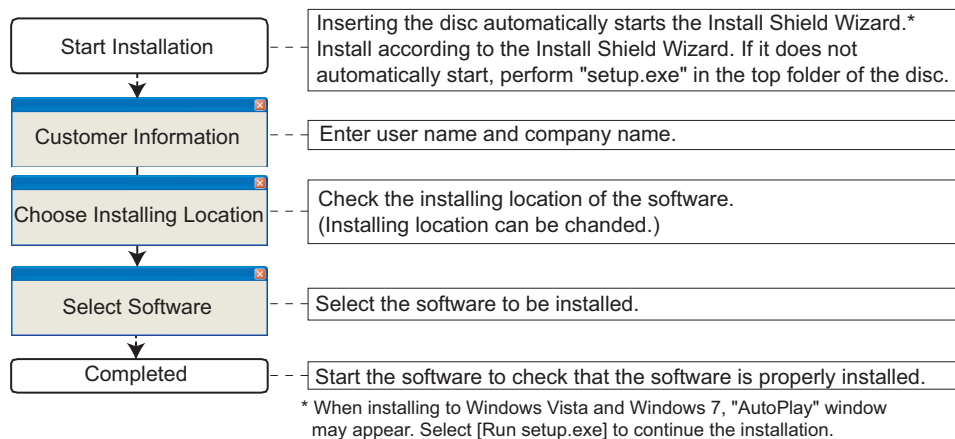 Start Installation
Inserting the disc automatically starts the Install Shield Wizard.*
Install according to the Install Shield Wizard. If it does not
automatically start, perform "setup.exe" in the top folder of the disc.
Customer Information
Enter user name and company name.
Choose Installing Location
Check the installing location of the software.
(Installing location can be chanded.)
Select Software
Select the software to be installed.
Completed
Start the software to check that the software is properly installed.
* When installing to Windows Vista and Windows 7, "AutoPlay" window
may appear. Select [Run setup.exe] to continue the installation.